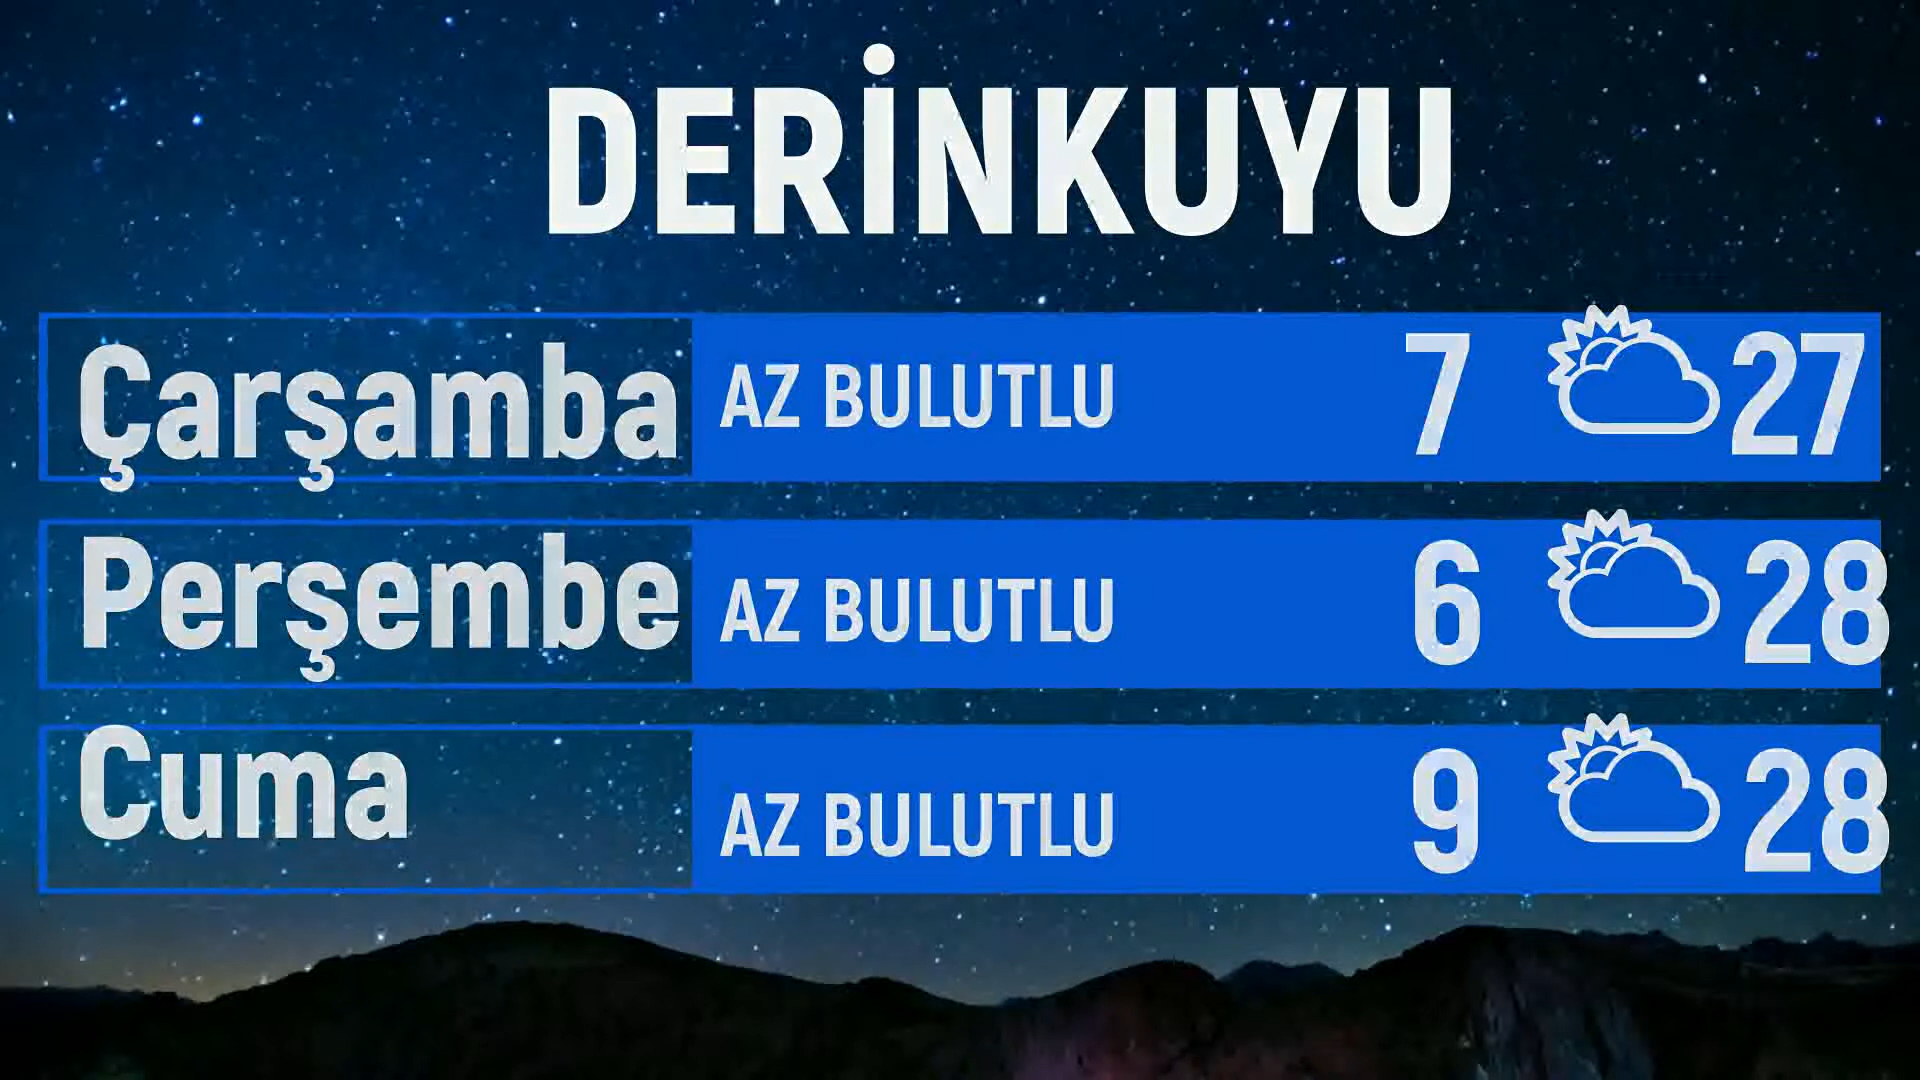 DERİNKUYU
Çarşamba AZ BULUTLU 7 27
Perşembe AZ BULUTLU 6 28
Cuma AZ BULUTLU 9 28